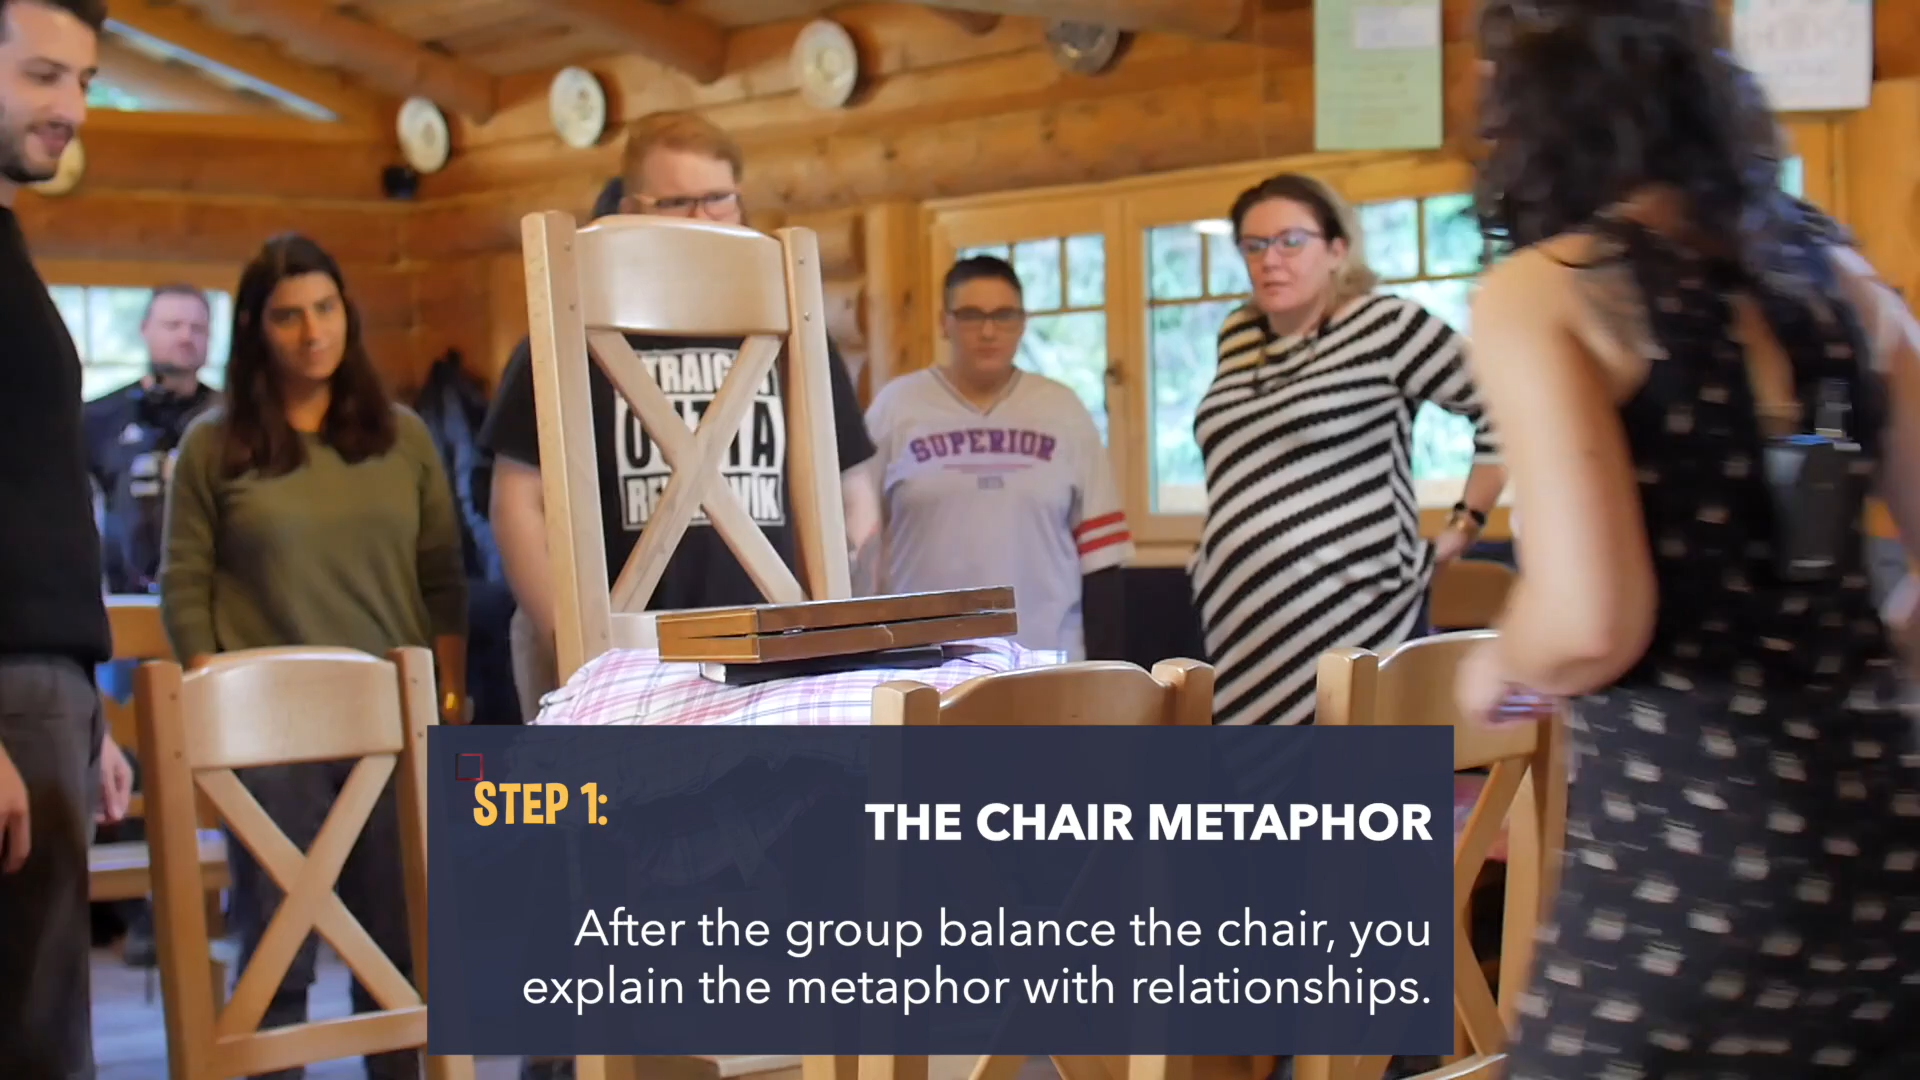 SUPERIOR
STEP 1:
THE CHAIR METAPHOR
After the group balance the chair, you
explain the metaphor with relationships.